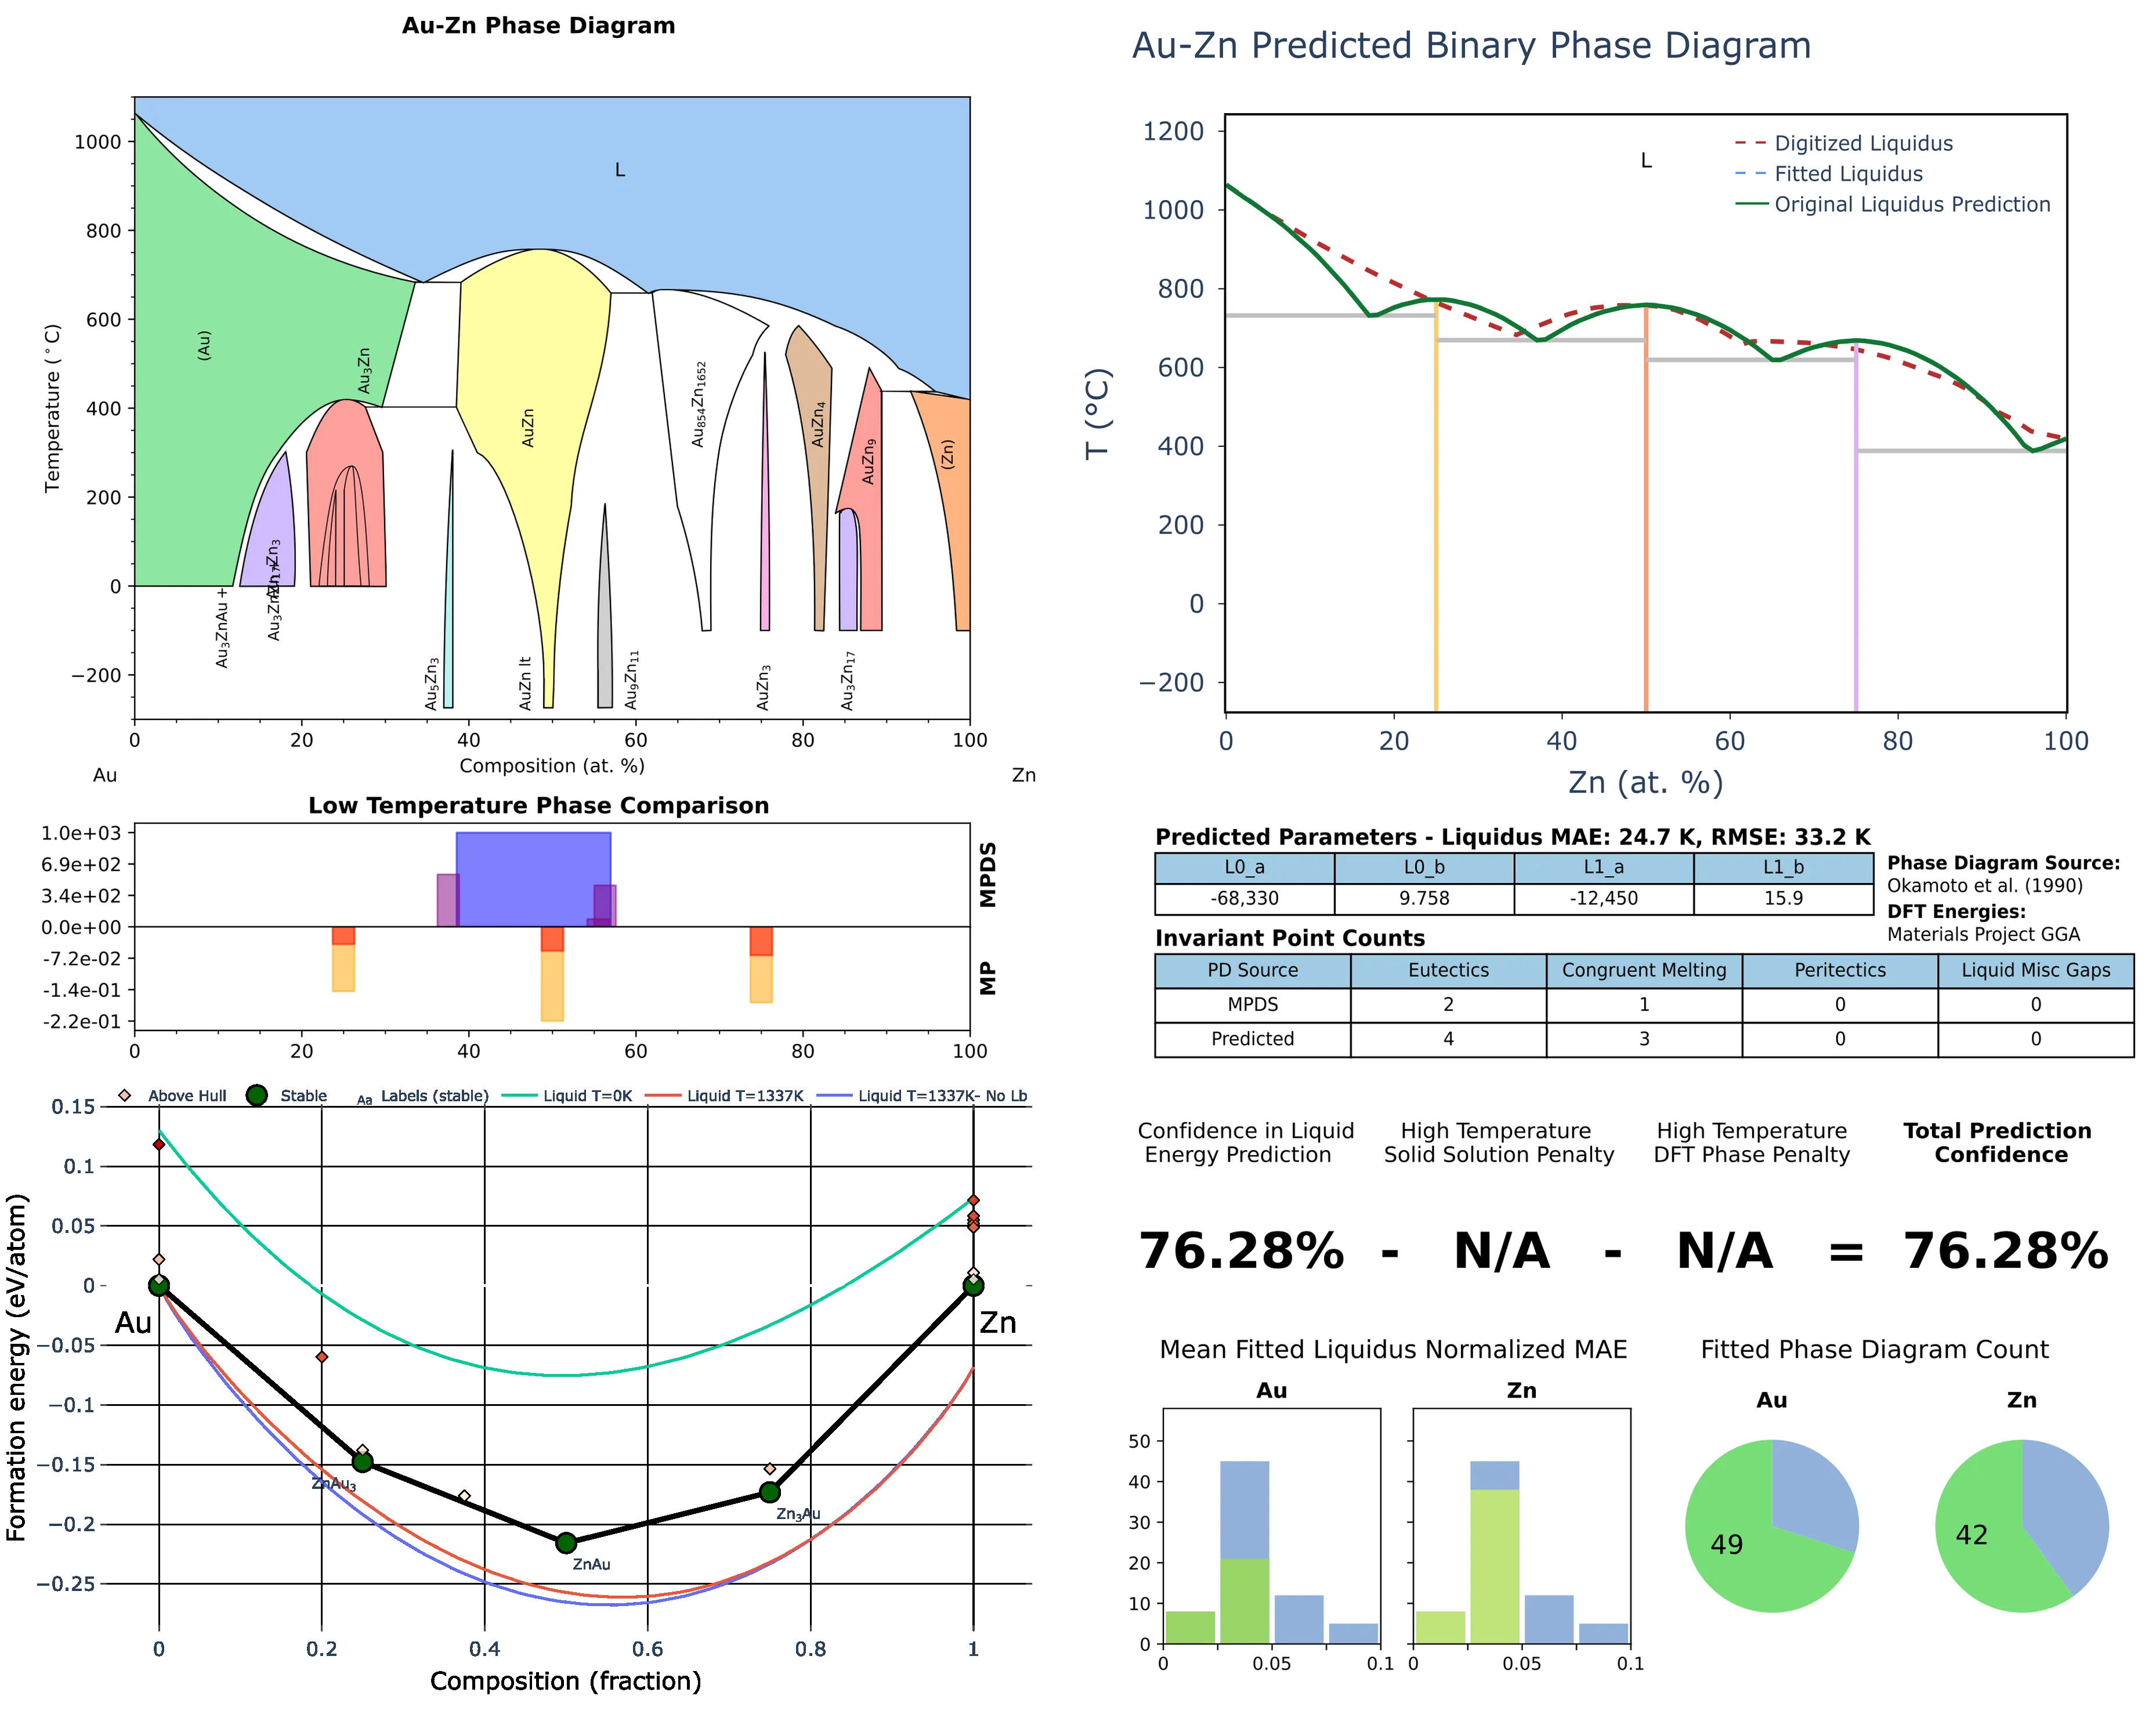 Au-Zn Phase Diagram
1000
800
600
400
200
0
−200
Temperature (°C)
L
(Au)
Au₃Zn
AuZn
Au₈₅₄Zn₁₆₅₂
AuZn₄
AuZn₉
(Zn)
Au₃ZnAu +
Au₅Zn₃
AuZn lt
Au₉Zn₁₁
AuZn₃
Au₃Zn₁₇
0 20 40 60 80 100
Composition (at. %)
Au
Zn
Low Temperature Phase Comparison
1.0e+03
6.9e+02
3.4e+02
0.0e+00
-7.2e-02
-1.4e-01
-2.2e-01
MPDS
MP
0 20 40 60 80 100
Above Hull Stable Aa Labels (stable) Liquid T=0K Liquid T=1337K Liquid T=1337K- No Lb
0.15
0.1
0.05
0
−0.05
−0.1
−0.15
−0.2
−0.25
Formation energy (eV/atom)
Au
Zn
ZnAu₃
ZnAu
Zn₃Au
0 0.2 0.4 0.6 0.8 1
Composition (fraction)
Au-Zn Predicted Binary Phase Diagram
1200
1000
800
600
400
200
0
−200
T (°C)
L
Digitized Liquidus
Fitted Liquidus
Original Liquidus Prediction
0 20 40 60 80 100
Zn (at. %)
Predicted Parameters - Liquidus MAE: 24.7 K, RMSE: 33.2 K
L0_a L0_b L1_a L1_b
-68,330 9.758 -12,450 15.9
Phase Diagram Source:
Okamoto et al. (1990)
DFT Energies:
Materials Project GGA
Invariant Point Counts
PD Source Eutectics Congruent Melting Peritectics Liquid Misc Gaps
MPDS 2 1 0 0
Predicted 4 3 0 0
Confidence in Liquid
Energy Prediction
High Temperature
Solid Solution Penalty
High Temperature
DFT Phase Penalty
Total Prediction
Confidence
76.28% - N/A - N/A = 76.28%
Mean Fitted Liquidus Normalized MAE
Au
Zn
50
40
30
20
10
0
0 0.05 0.1
0 0.05 0.1
Fitted Phase Diagram Count
Au
Zn
49
42